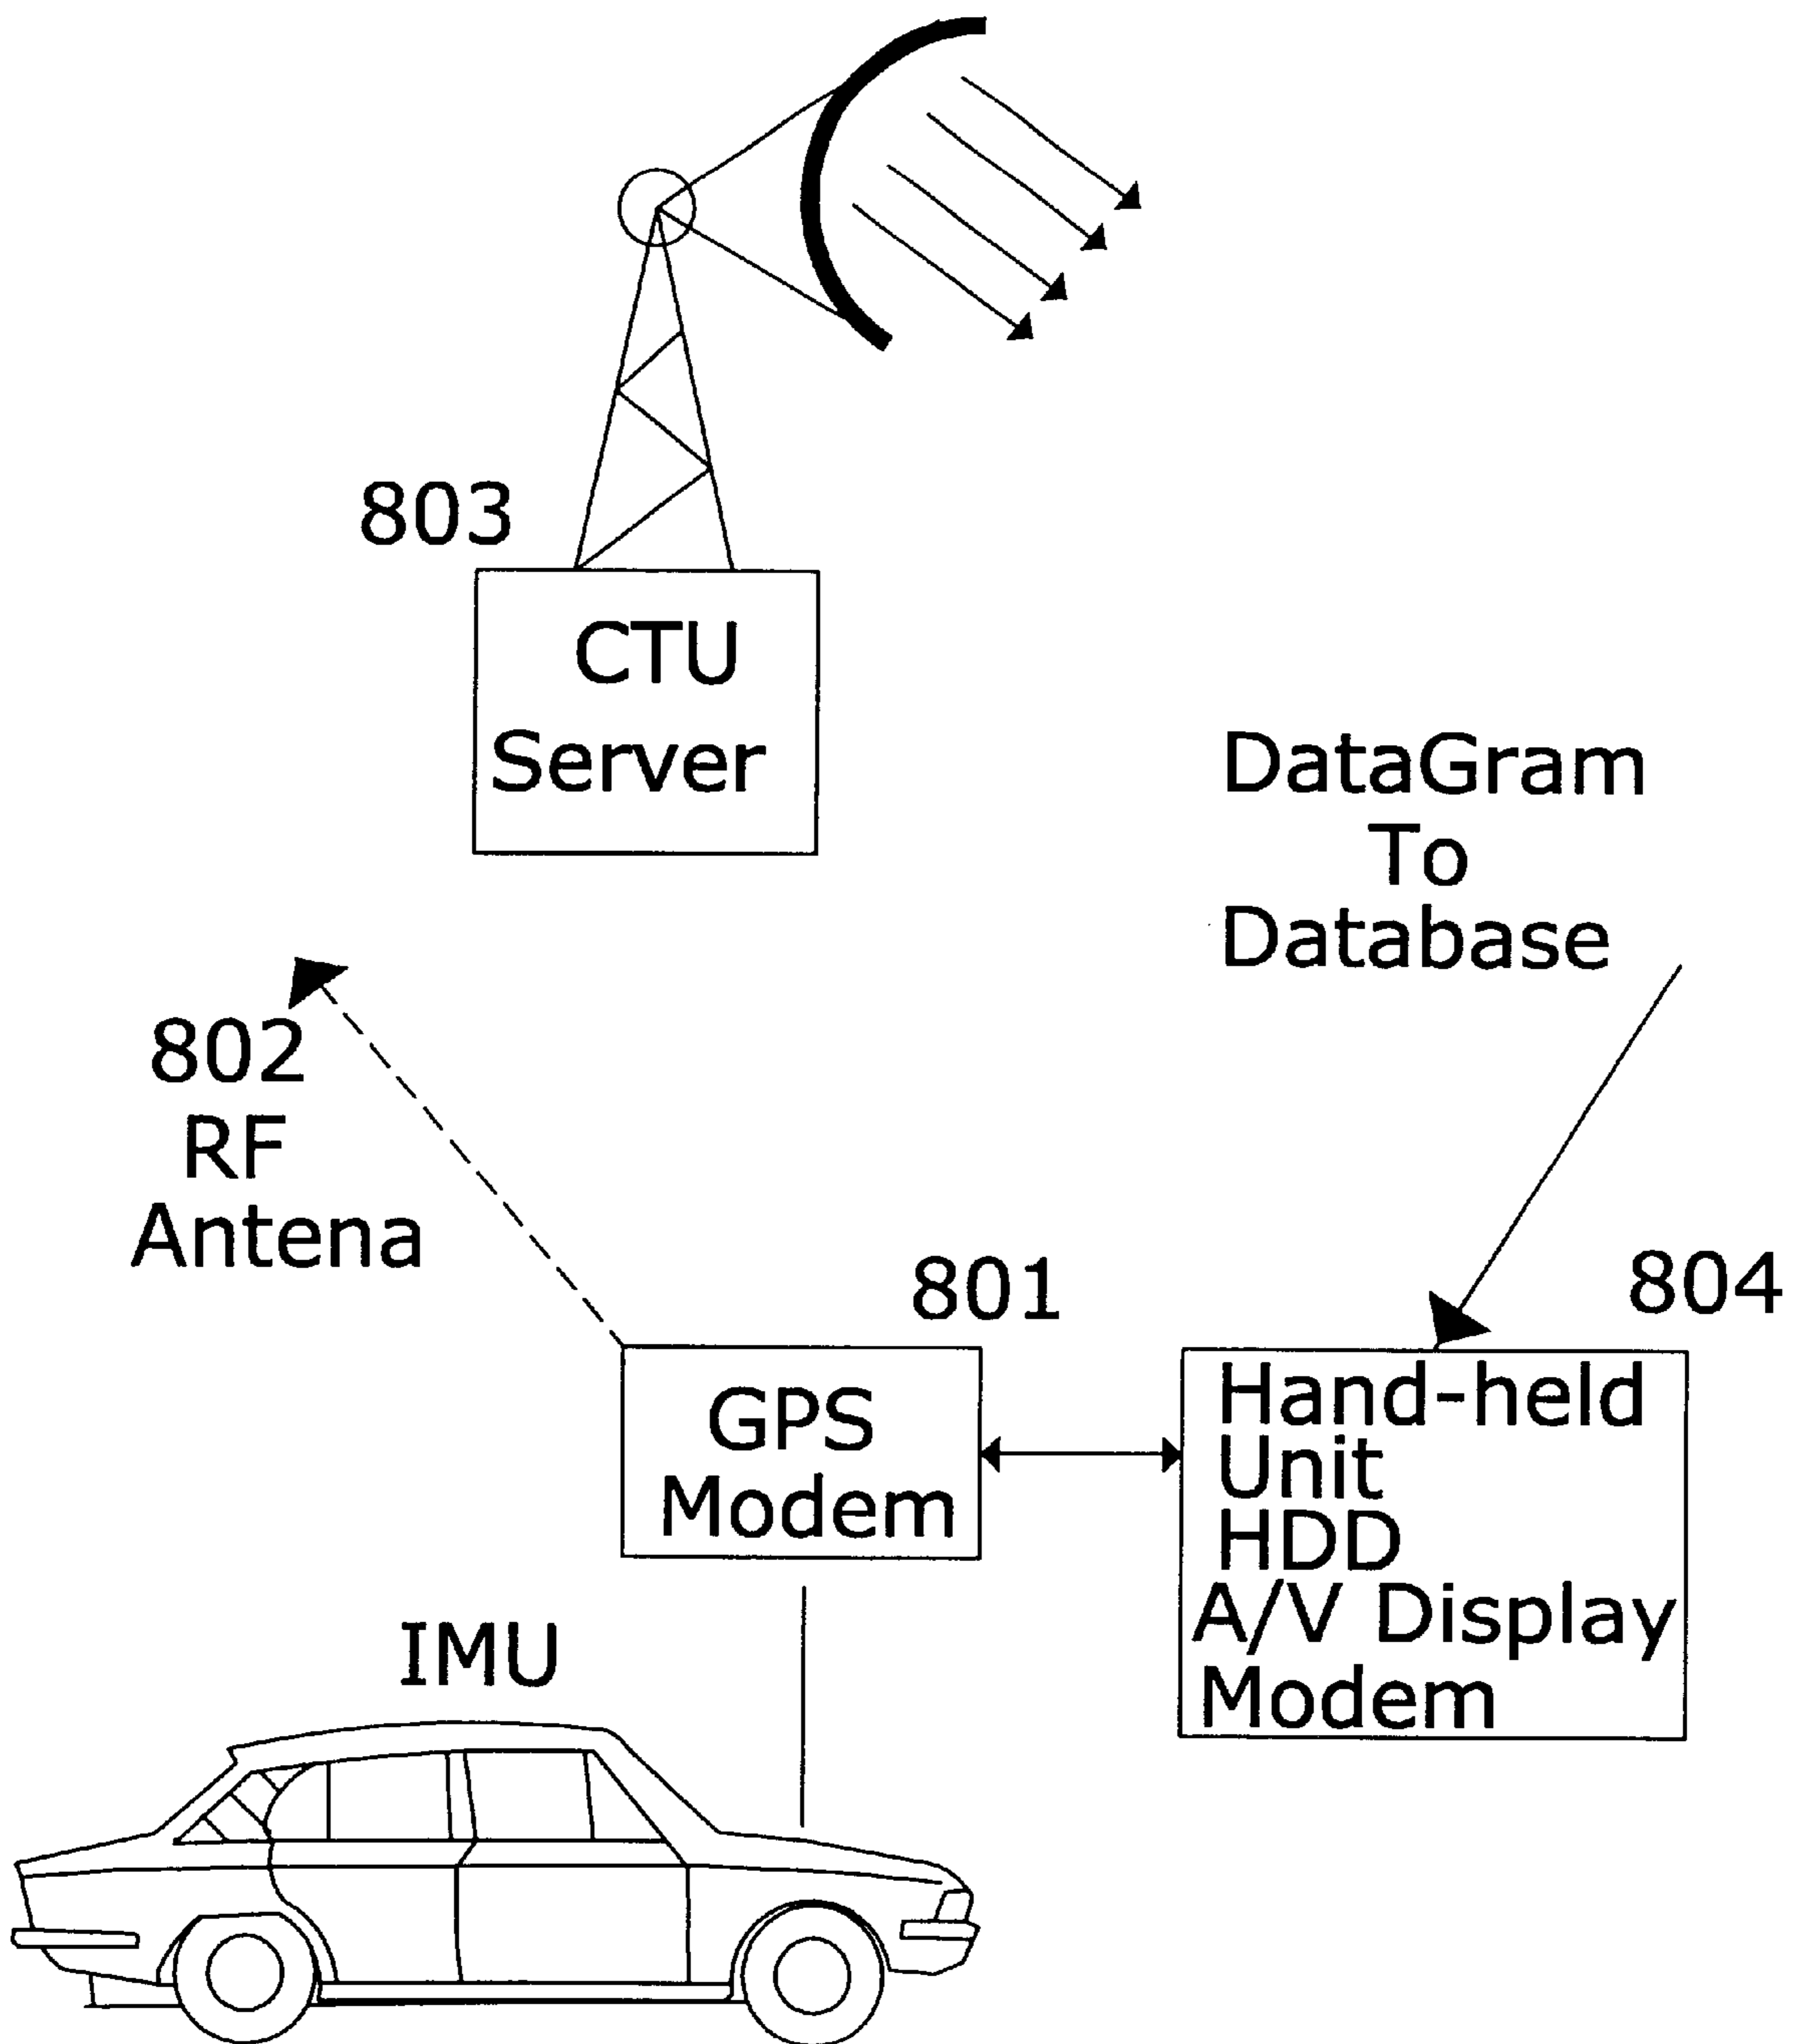 803
CTU
Server
DataGram
To
Database
802
RF
Antena
801
804
GPS
Modem
Hand-held
Unit
HDD
A/V Display
Modem
IMU